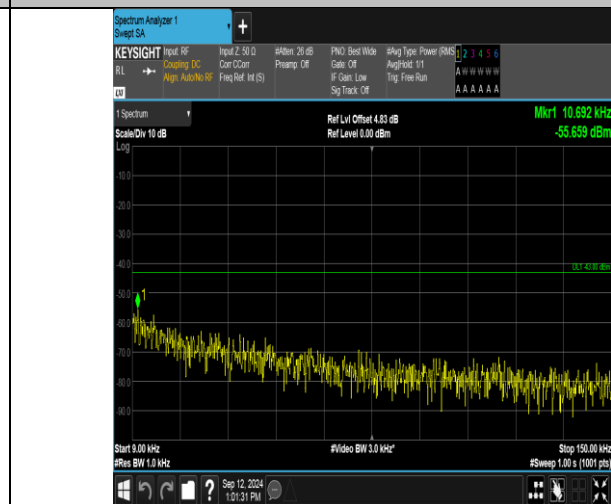 Spectrum Analyzer 1
Swept SA
+
KEYSIGHT Input: RF Input Z: 50 Ω #Atten: 26 dB PNO: Best Wide #Avg Type: Power (RMS 1 2 3 4 5 6
RL Coupling: DC Corr CCorr Preamp: Off Gate: Off Avg|Hold: 1/1 A W W W W W
Align: Auto/No RF Freq Ref: Int (S) IF Gain: Low Trig: Free Run A A A A A A
Sig Track: Off
LXI
1 Spectrum Ref Lvl Offset 4.83 dB Mkr1 10.692 kHz
Scale/Div 10 dB Ref Level 0.00 dBm -55.659 dBm
Log
-10.0
-20.0
-30.0
-40.0
DL1 -43.00 dBm
-50.0
1
-60.0
-70.0
-80.0
-90.0
Start 9.00 kHz #Video BW 3.0 kHz* Stop 150.00 kHz
#Res BW 1.0 kHz #Sweep 1.00 s (1001 pts)
? Sep 12, 2024
1:01:31 PM